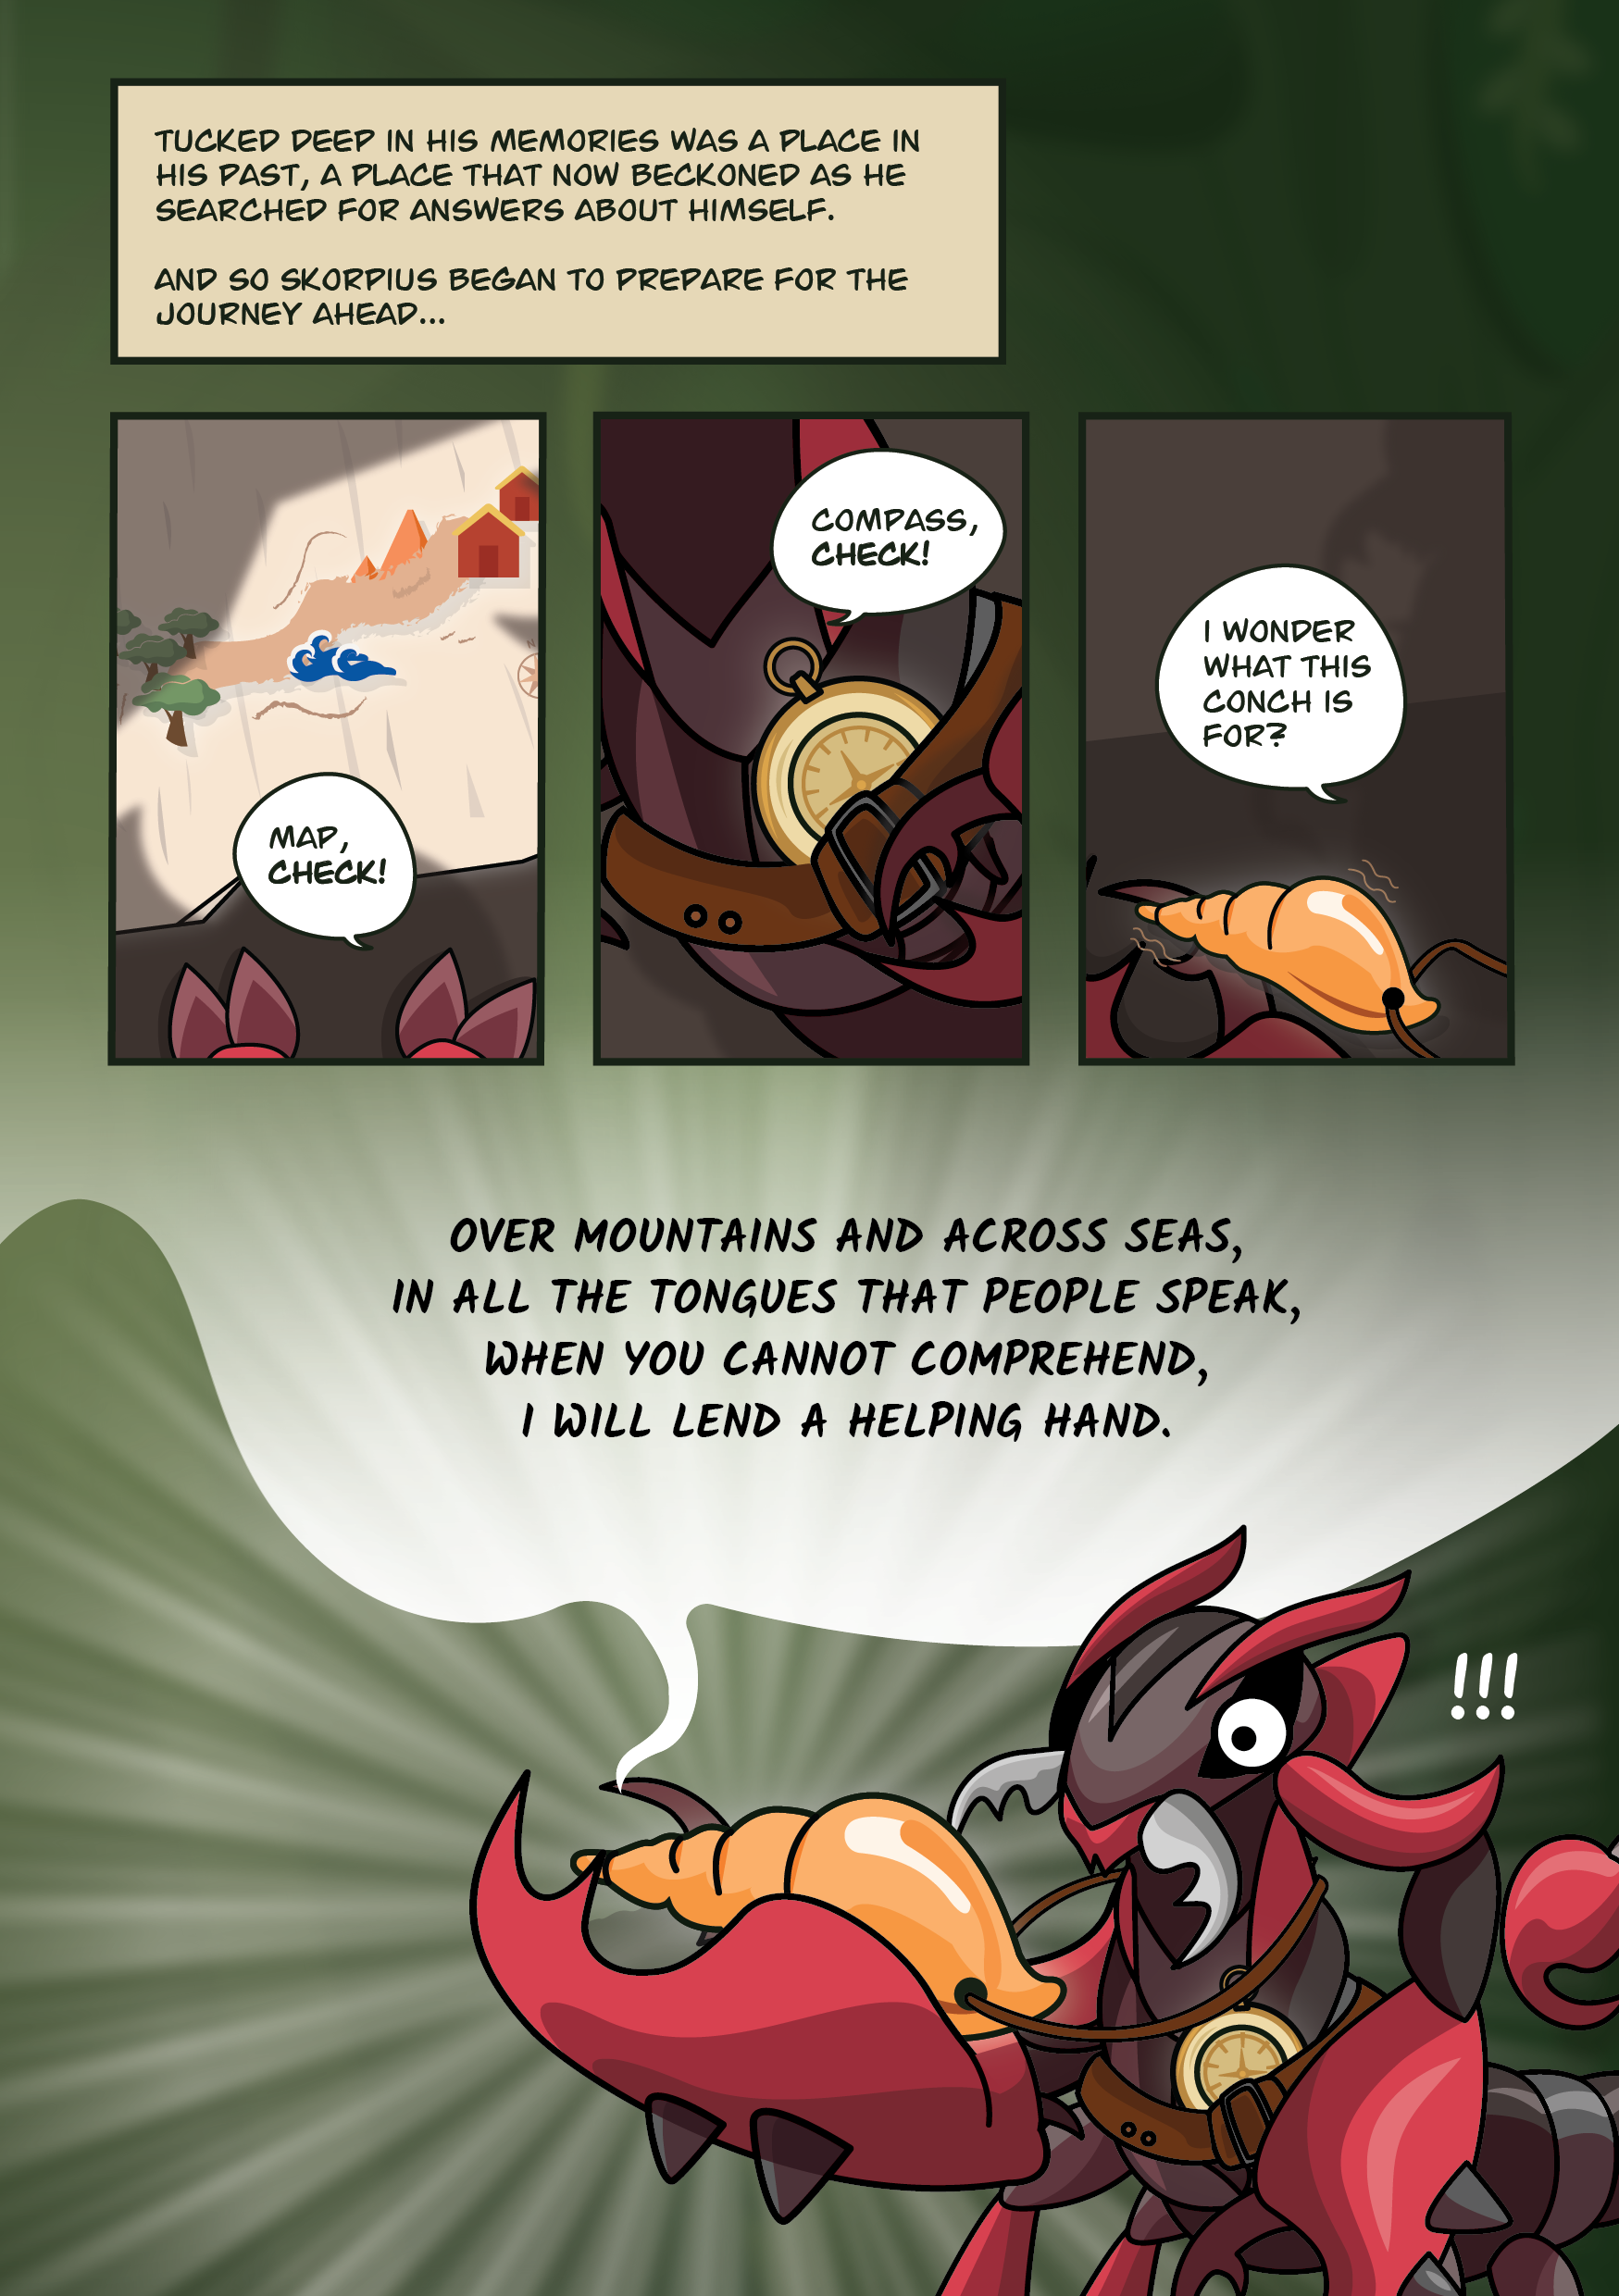 TUCKED DEEP IN HIS MEMORIES WAS A PLACE IN
HIS PAST, A PLACE THAT NOW BECKONED AS HE
SEARCHED FOR ANSWERS ABOUT HIMSELF.
AND SO SKORPIUS BEGAN TO PREPARE FOR THE
JOURNEY AHEAD...
MAP,
CHECK!
COMPASS,
CHECK!
I WONDER
WHAT THIS
CONCH IS
FOR?
OVER MOUNTAINS AND ACROSS SEAS,
IN ALL THE TONGUES THAT PEOPLE SPEAK,
WHEN YOU CANNOT COMPREHEND,
I WILL LEND A HELPING HAND.
!!!